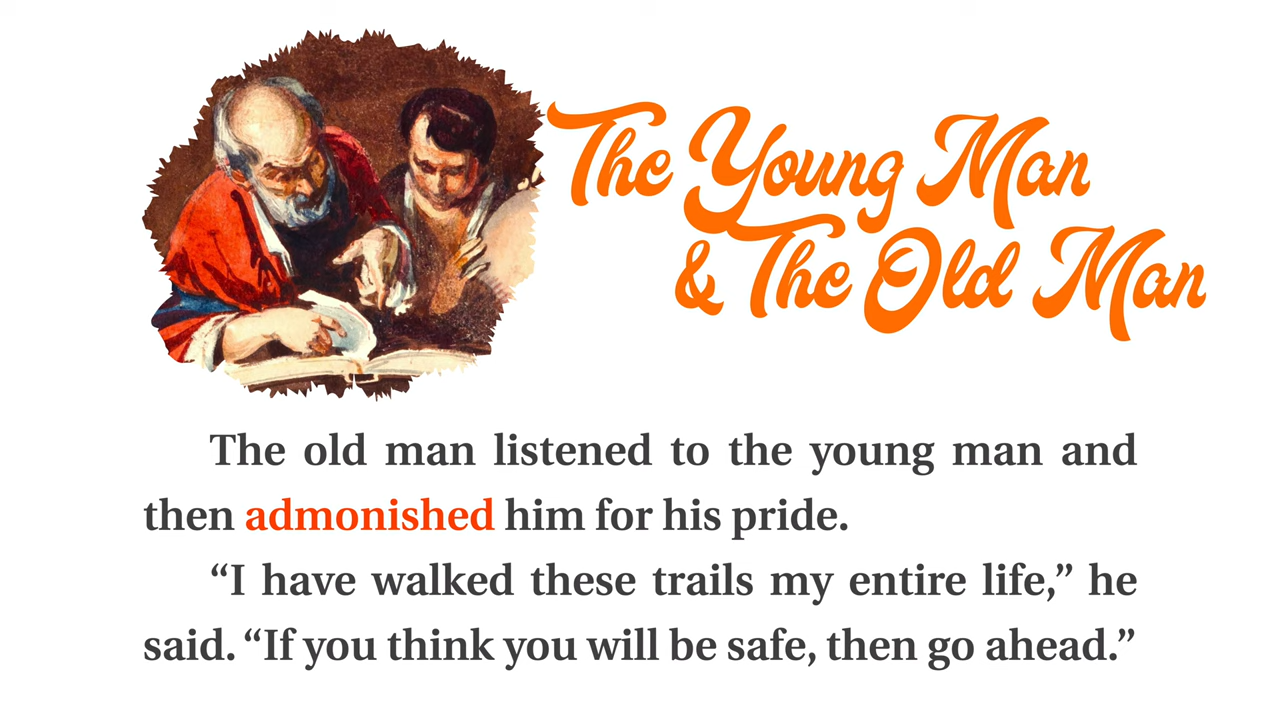 The Young Man
& The Old Man
The old man listened to the young man and
then admonished him for his pride.
“I have walked these trails my entire life,” he
said. “If you think you will be safe, then go ahead.”